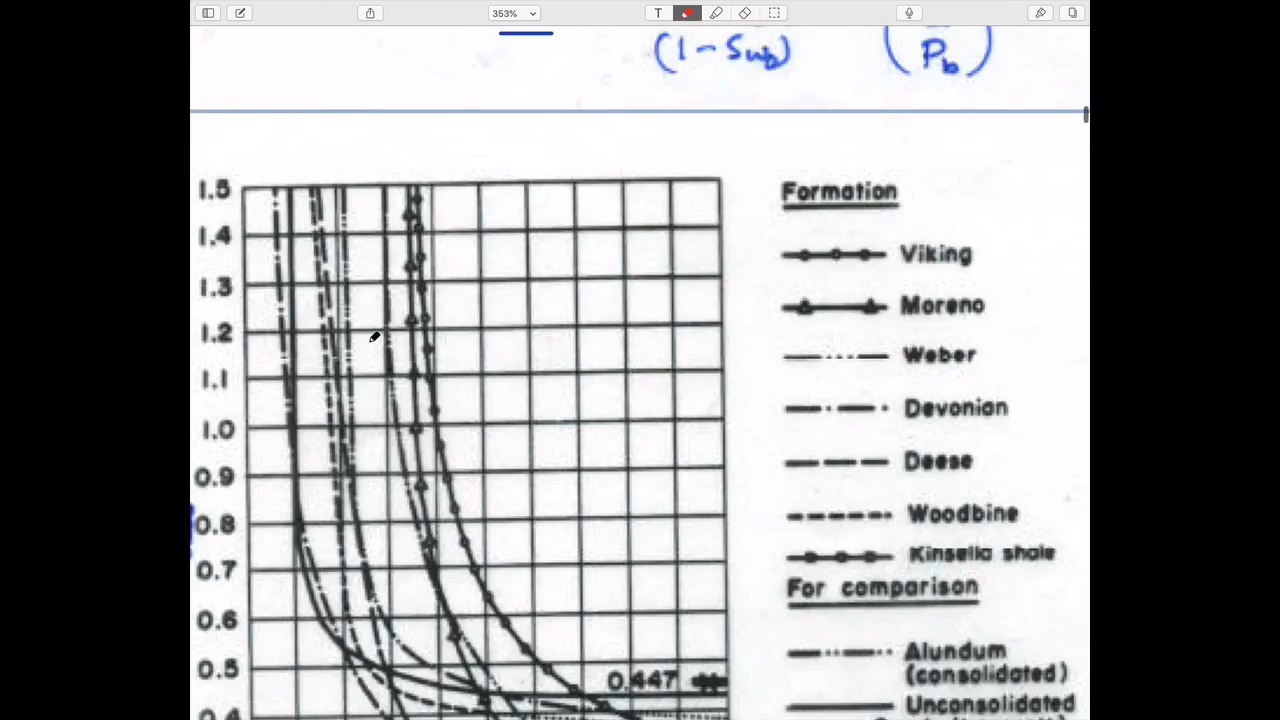 353%
T
(1-Swb)
(Pb)
1.5
1.4
1.3
1.2
1.1
1.0
0.9
0.8
0.7
0.6
0.5
0.4
0.447
Formation
Viking
Moreno
Weber
Devonian
Deese
Woodbine
Kinsella shale
For comparison
Alundum
(consolidated)
Unconsolidated